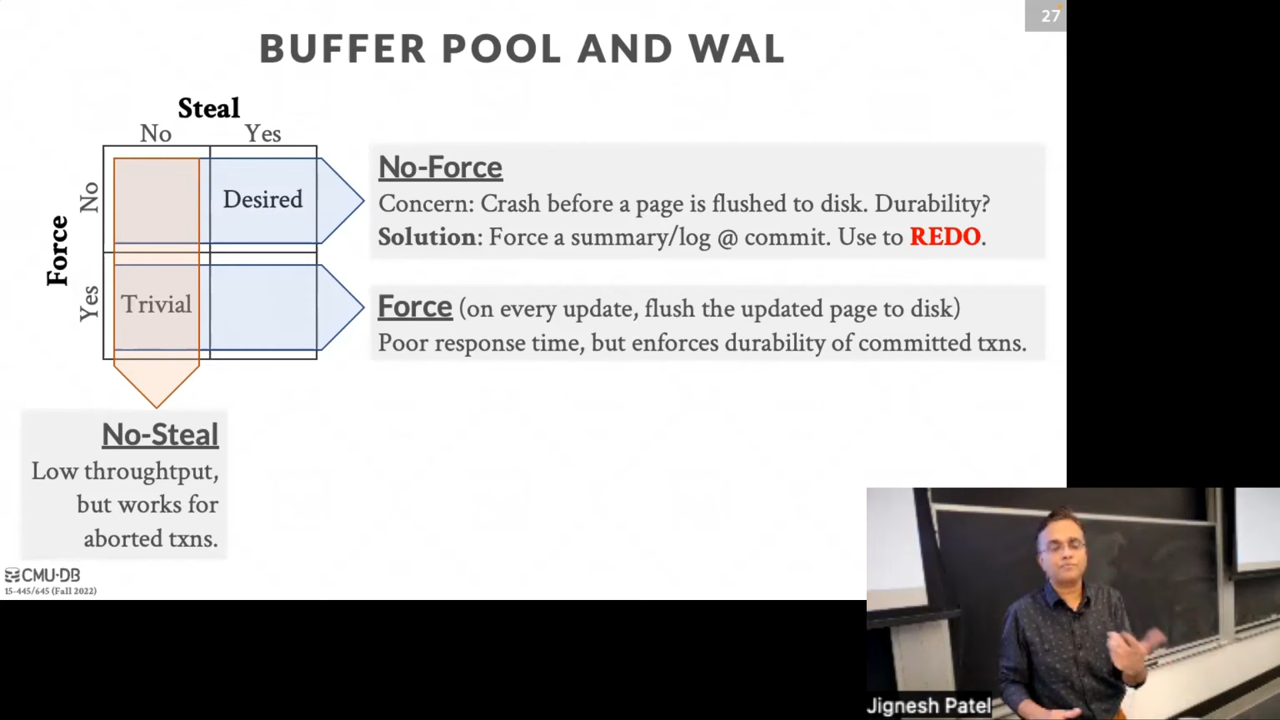 27
BUFFER POOL AND WAL
Steal
No Yes
Force
No
Yes
Desired
Trivial
No-Force
Concern: Crash before a page is flushed to disk. Durability?
Solution: Force a summary/log @ commit. Use to REDO.
Force (on every update, flush the updated page to disk)
Poor response time, but enforces durability of committed txns.
No-Steal
Low throughtput,
but works for
aborted txns.
CMU·DB
15-445/645 (Fall 2022)
Jignesh Patel